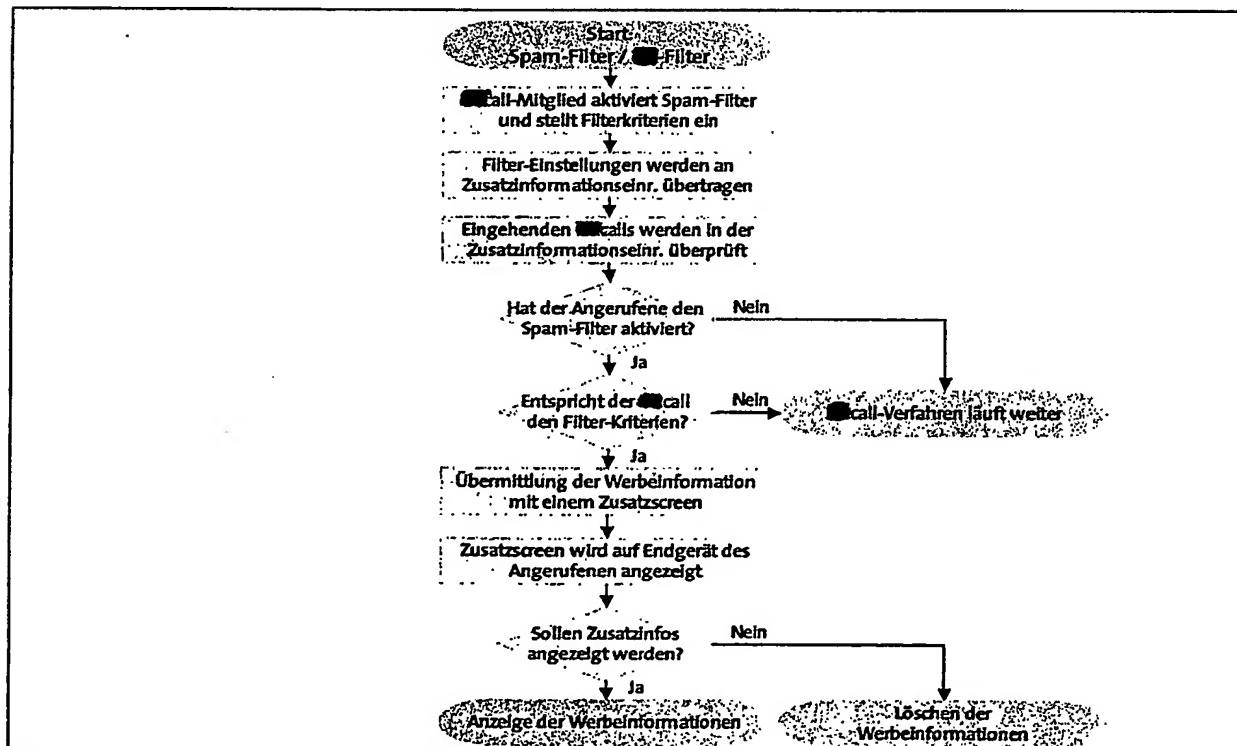 Start
Spam-Filter / -Filter
call-Mitglied aktiviert Spam-Filter
und stellt Filterkriterien ein
Filter-Einstellungen werden an
Zusatzinformationseinr. übertragen
Eingehenden calls werden in der
Zusatzinformationseinr. überprüft
Hat der Angerufene den
Spam-Filter aktiviert?
Nein
Ja
Entspricht der call
den Filter-Kriterien?
Nein
call-Verfahren läuft weiter
Ja
Übermittlung der Werbeinformation
mit einem Zusatzscreen
Zusatzscreen wird auf Endgerät des
Angerufenen angezeigt
Sollen Zusatzinfos
angezeigt werden?
Nein
Ja
Anzeige der Werbeinformationen
Löschen der
Werbeinformationen